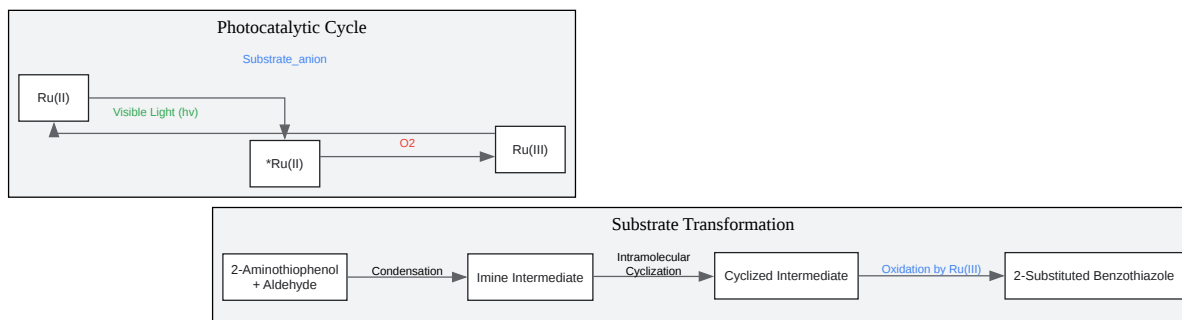 Photocatalytic Cycle
Substrate_anion
Ru(II)
Visible Light (hv)
*Ru(II)
O2
Ru(III)
Substrate Transformation
2-Aminothiophenol
+ Aldehyde
Condensation
Imine Intermediate
Intramolecular
Cyclization
Cyclized Intermediate
Oxidation by Ru(III)
2-Substituted Benzothiazole